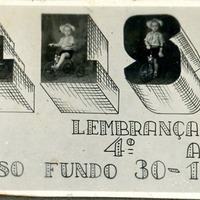 LEMBRANÇA
4º A
SO FUNDO 30-1